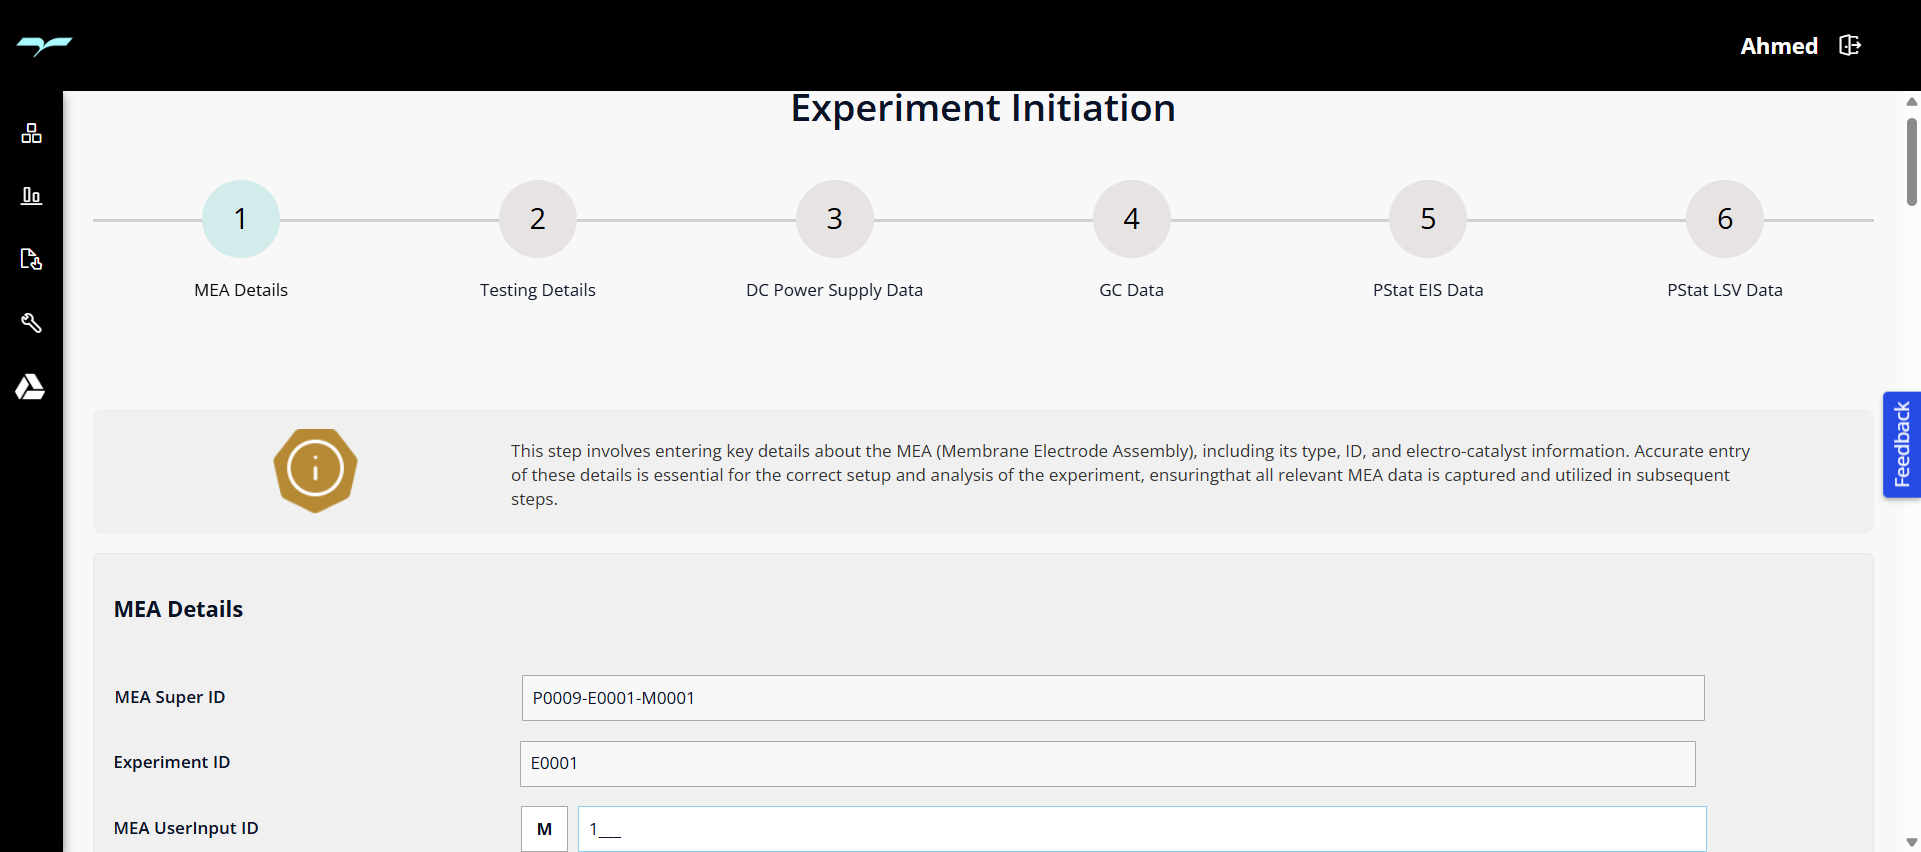 Ahmed
Experiment Initiation
1
2
3
4
5
6
MEA Details
Testing Details
DC Power Supply Data
GC Data
PStat EIS Data
PStat LSV Data
This step involves entering key details about the MEA (Membrane Electrode Assembly), including its type, ID, and electro-catalyst information. Accurate entry
of these details is essential for the correct setup and analysis of the experiment, ensuringthat all relevant MEA data is captured and utilized in subsequent
steps.
Feedback
MEA Details
MEA Super ID
P0009-E0001-M0001
Experiment ID
E0001
MEA UserInput ID
M
1___